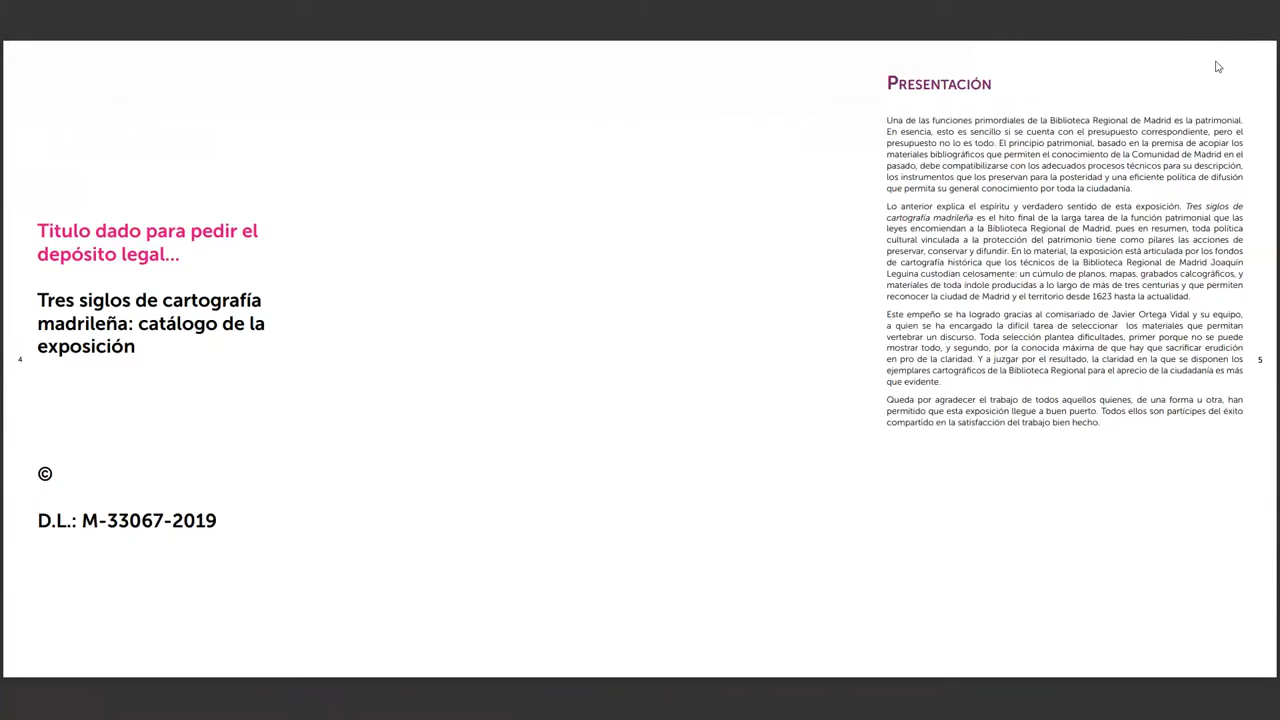 Titulo dado para pedir el
depósito legal...
Tres siglos de cartografía
madrileña: catálogo de la
exposición
4
©
D.L.: M-33067-2019
Presentación
Una de las funciones primordiales de la Biblioteca Regional de Madrid es la patrimonial.
En esencia, esto es sencillo si se cuenta con el presupuesto correspondiente, pero el
presupuesto no lo es todo. El principio patrimonial, basado en la premisa de acopiar los
materiales bibliográficos que permiten el conocimiento de la Comunidad de Madrid en el
pasado, debe compatibilizarse con los adecuados procesos técnicos para su descripción,
los instrumentos que los preservan para la posteridad y una eficiente política de difusión
que permita su general conocimiento por toda la ciudadanía.
Lo anterior explica el espíritu y verdadero sentido de esta exposición. Tres siglos de
cartografía madrileña es el hito final de la larga tarea de la función patrimonial que las
leyes encomiendan a la Biblioteca Regional de Madrid, pues en resumen, toda política
cultural vinculada a la protección del patrimonio tiene como pilares las acciones de
preservar, conservar y difundir. En lo material, la exposición está articulada por los fondos
de cartografía histórica que los técnicos de la Biblioteca Regional de Madrid Joaquín
Leguina custodian celosamente: un cúmulo de planos, mapas, grabados calcográficos, y
materiales de toda índole producidas a lo largo de más de tres centurias y que permiten
reconocer la ciudad de Madrid y el territorio desde 1623 hasta la actualidad.
Este empeño se ha logrado gracias al comisariado de Javier Ortega Vidal y su equipo,
a quien se ha encargado la difícil tarea de seleccionar los materiales que permitan
vertebrar un discurso. Toda selección plantea dificultades, primer porque no se puede
mostrar todo, y segundo, por la conocida máxima de que hay que sacrificar erudición
en pro de la claridad. Y a juzgar por el resultado, la claridad en la que se disponen los
ejemplares cartográficos de la Biblioteca Regional para el aprecio de la ciudadanía es más
que evidente.
Queda por agradecer el trabajo de todos aquellos quienes, de una forma u otra, han
permitido que esta exposición llegue a buen puerto. Todos ellos son partícipes del éxito
compartido en la satisfacción del trabajo bien hecho.
5